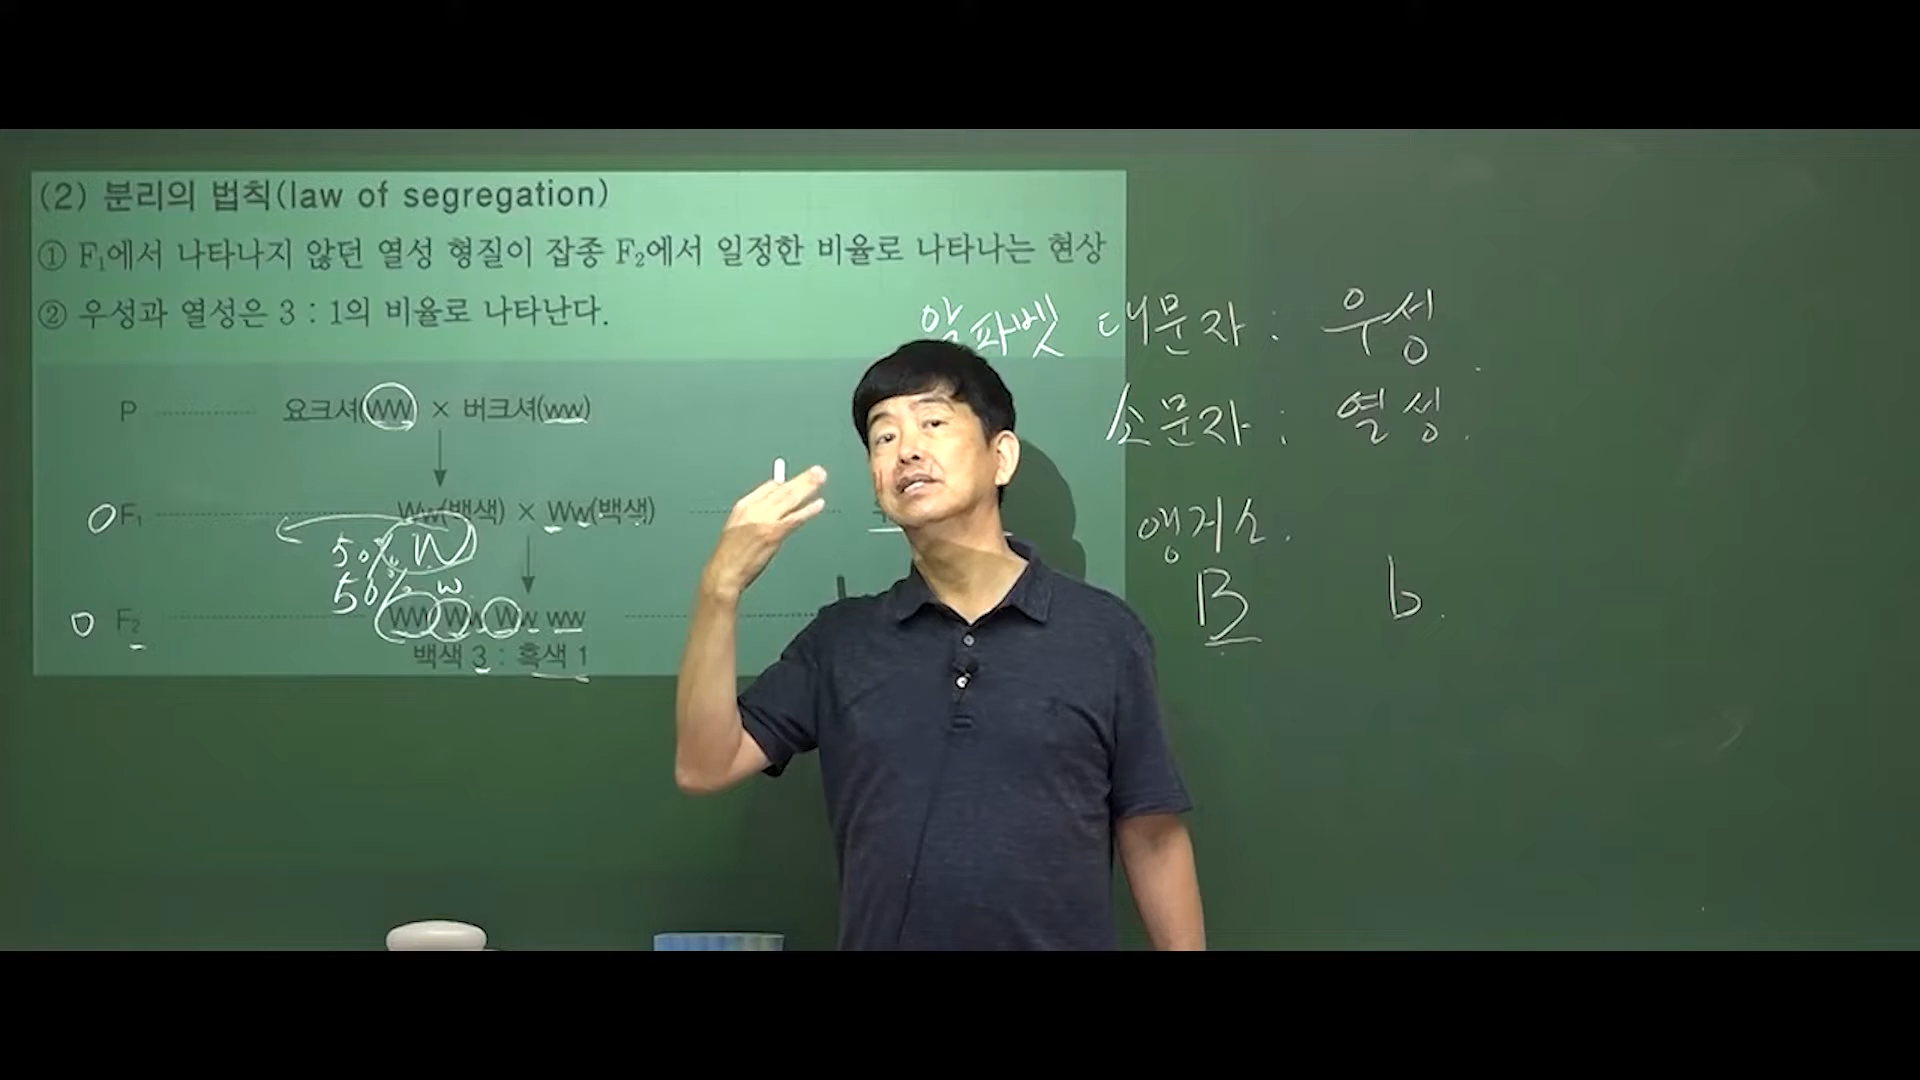 (2) 분리의 법칙(law of segregation)
① F₁에서 나타나지 않던 열성 형질이 잡종 F₂에서 일정한 비율로 나타나는 현상
② 우성과 열성은 3 : 1의 비율로 나타난다.
알파벳 대문자 : 우성.
소문자 : 열성.
P 요크셔(WW) × 버크셔(ww)
F₁ Ww(백색) × Ww(백색)
50% W
50% w
F₂ WW Ww Ww ww
백색 3 : 흑색 1
앵거스.
B b.